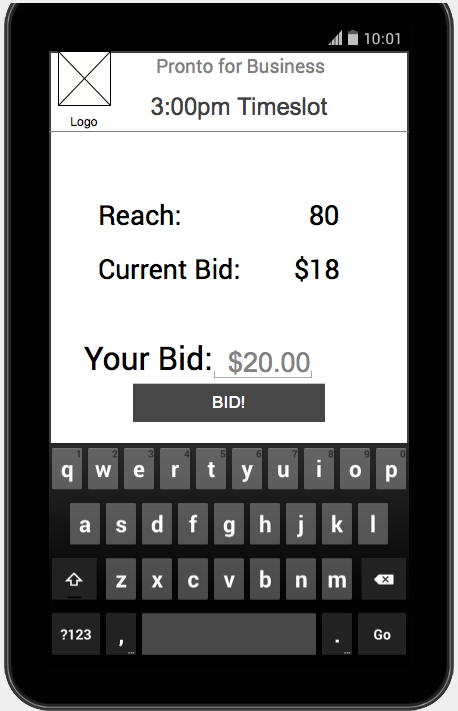 10:01
Pronto for Business
3:00pm Timeslot
Logo
Reach: 80
Current Bid: $18
Your Bid: $20.00
BID!
1 2 3 4 5 6 7 8 9 0
q w e r t y u i o p
a s d f g h j k l
z x c v b n m
?123 , ... . ... Go